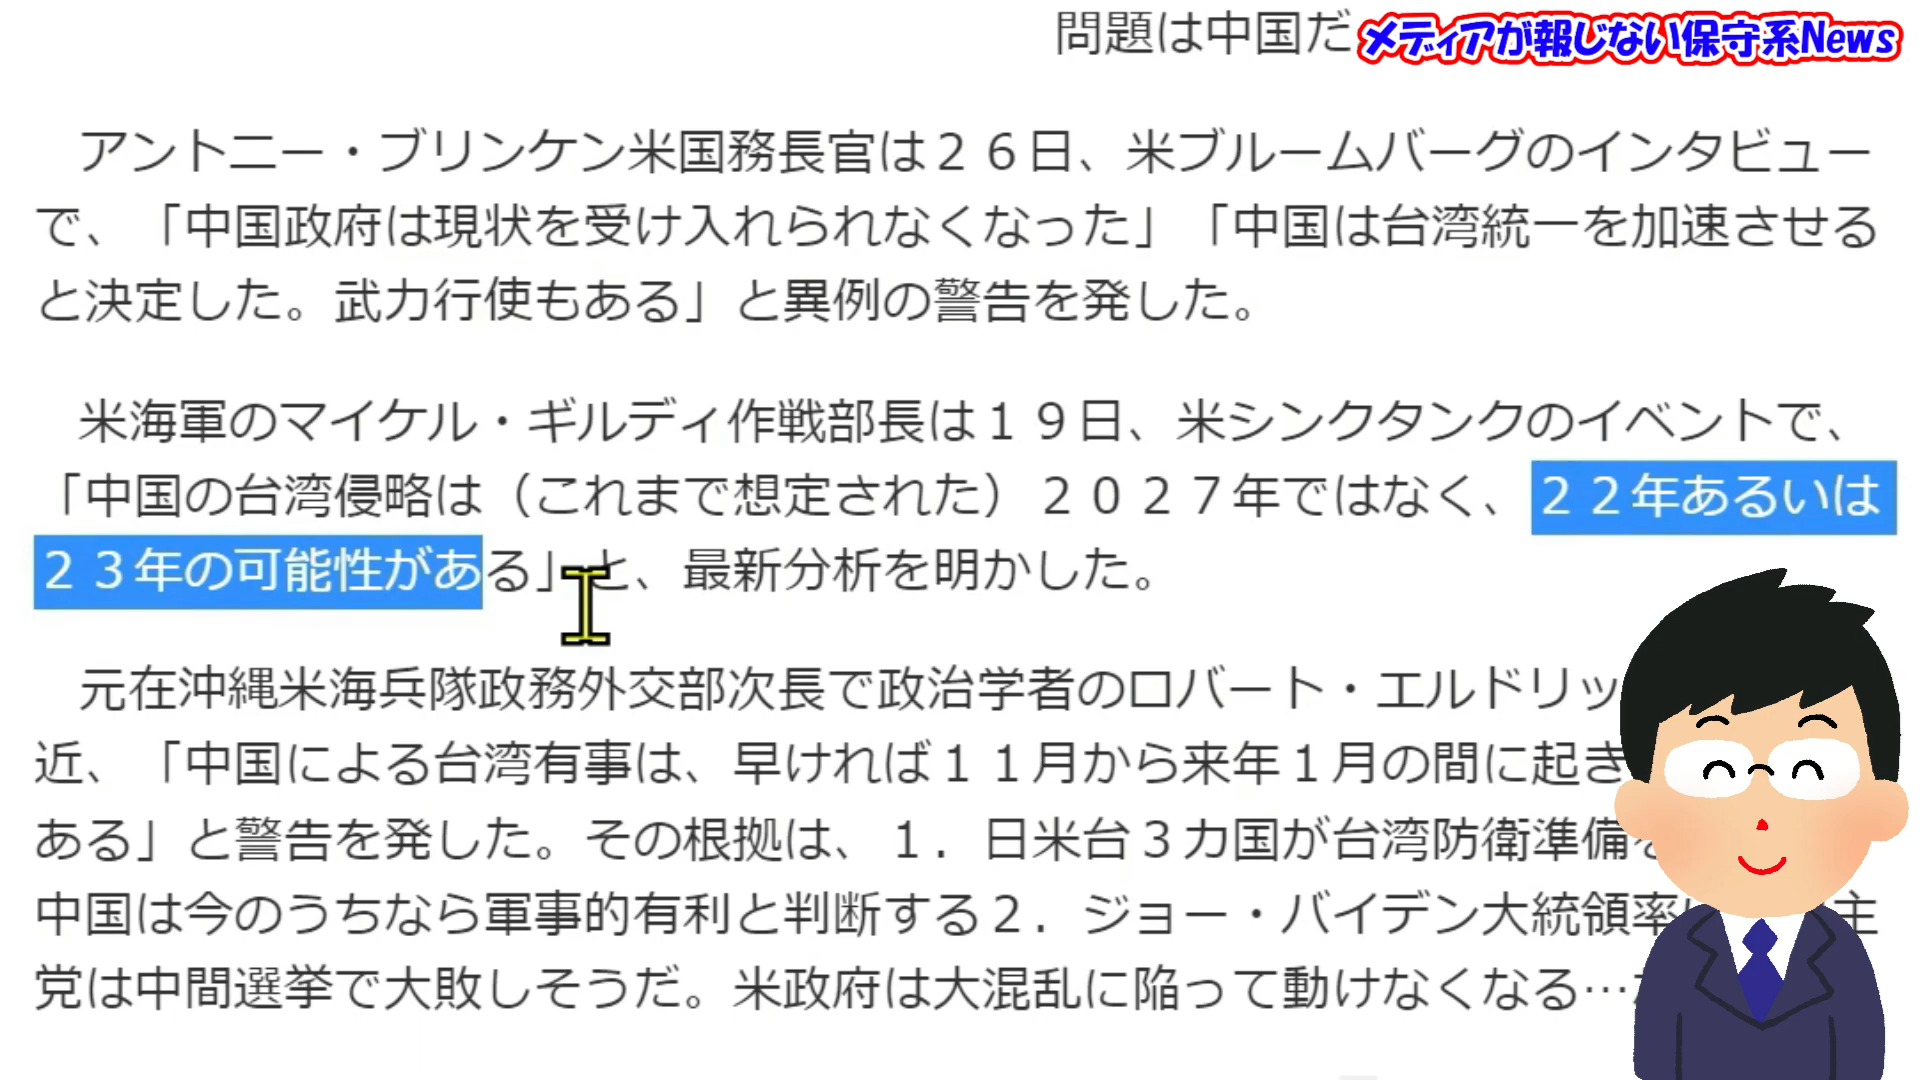 問題は中国だ
メディアが報じない保守系News
アントニー・ブリンケン米国務長官は２６日、米ブルームバーグのインタビュー
で、「中国政府は現状を受け入れられなくなった」「中国は台湾統一を加速させる
と決定した。武力行使もある」と異例の警告を発した。
米海軍のマイケル・ギルディ作戦部長は１９日、米シンクタンクのイベントで、
「中国の台湾侵略は（これまで想定された）２０２７年ではなく、２２年あるいは
２３年の可能性がある」と、最新分析を明かした。
元在沖縄米海兵隊政務外交部次長で政治学者のロバート・エルドリッ
近、「中国による台湾有事は、早ければ１１月から来年１月の間に起き
ある」と警告を発した。その根拠は、１．日米台３カ国が台湾防衛準備
中国は今のうちなら軍事的有利と判断する２．ジョー・バイデン大統領率 主
党は中間選挙で大敗しそうだ。米政府は大混乱に陥って動けなくなる…